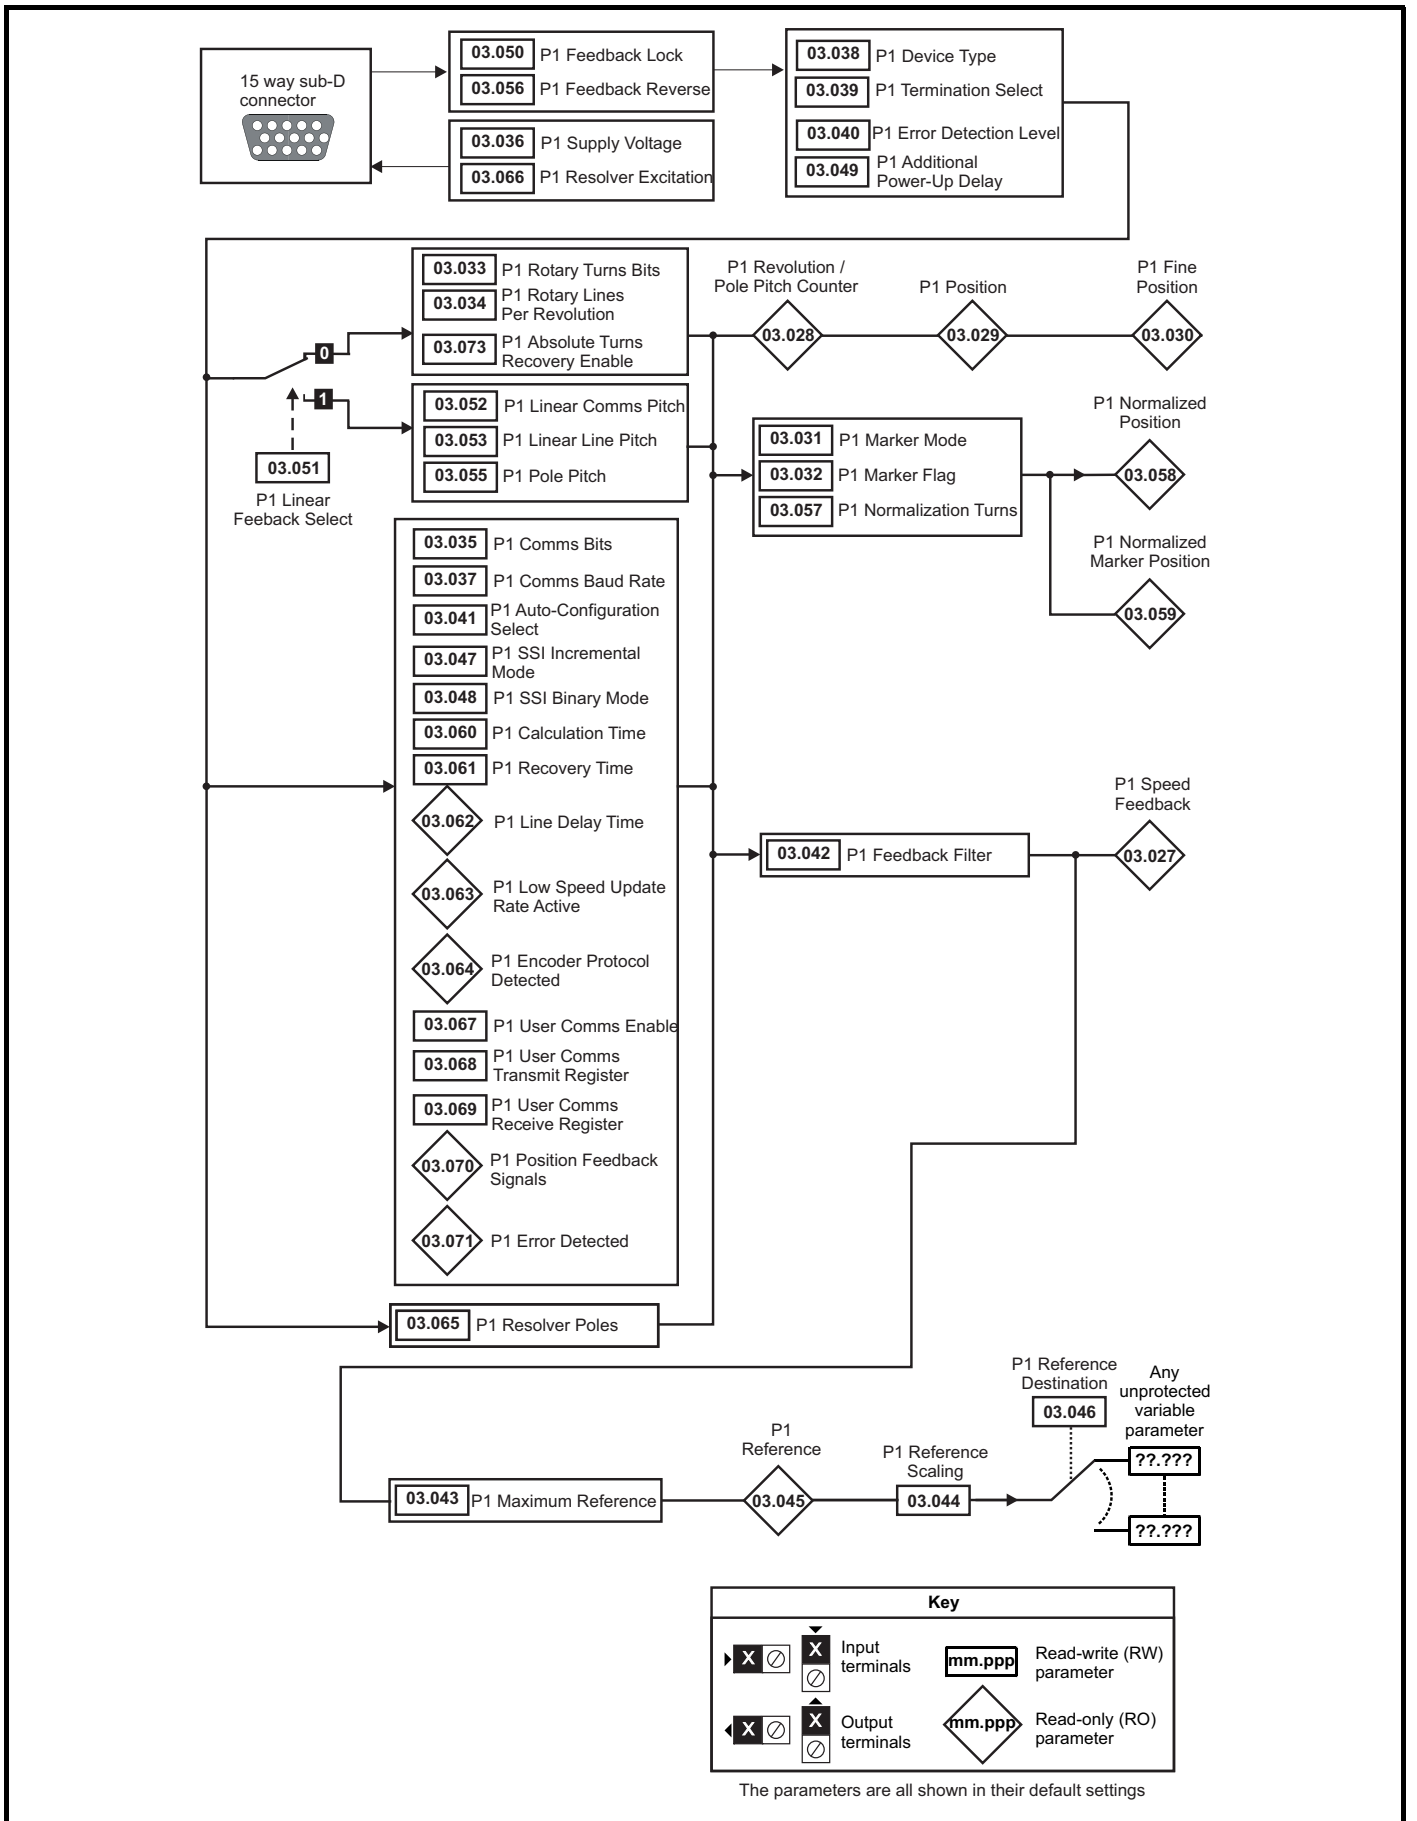 15 way sub-D
connector
03.050 P1 Feedback Lock
03.056 P1 Feedback Reverse
03.036 P1 Supply Voltage
03.066 P1 Resolver Excitation
03.038 P1 Device Type
03.039 P1 Termination Select
03.040 P1 Error Detection Level
03.049 P1 Additional
Power-Up Delay
03.033 P1 Rotary Turns Bits
03.034 P1 Rotary Lines
Per Revolution
03.073 P1 Absolute Turns
Recovery Enable
0
1
03.051
P1 Linear
Feeback Select
03.052 P1 Linear Comms Pitch
03.053 P1 Linear Line Pitch
03.055 P1 Pole Pitch
P1 Revolution /
Pole Pitch Counter
03.028
P1 Position
03.029
P1 Fine
Position
03.030
03.031 P1 Marker Mode
03.032 P1 Marker Flag
03.057 P1 Normalization Turns
P1 Normalized
Position
03.058
P1 Normalized
Marker Position
03.059
03.035 P1 Comms Bits
03.037 P1 Comms Baud Rate
03.041 P1 Auto-Configuration
Select
03.047 P1 SSI Incremental
Mode
03.048 P1 SSI Binary Mode
03.060 P1 Calculation Time
03.061 P1 Recovery Time
03.062 P1 Line Delay Time
03.063 P1 Low Speed Update
Rate Active
03.064 P1 Encoder Protocol
Detected
03.067 P1 User Comms Enable
03.068 P1 User Comms
Transmit Register
03.069 P1 User Comms
Receive Register
03.070 P1 Position Feedback
Signals
03.071 P1 Error Detected
03.042 P1 Feedback Filter
P1 Speed
Feedback
03.027
03.065 P1 Resolver Poles
03.043 P1 Maximum Reference
P1
Reference
03.045
P1 Reference
Scaling
03.044
P1 Reference
Destination
03.046
Any
unprotected
variable
parameter
??.???
??.???
Key
X
X
Input
terminals
mm.ppp
Read-write (RW)
parameter
X
X
Output
terminals
mm.ppp
Read-only (RO)
parameter
The parameters are all shown in their default settings